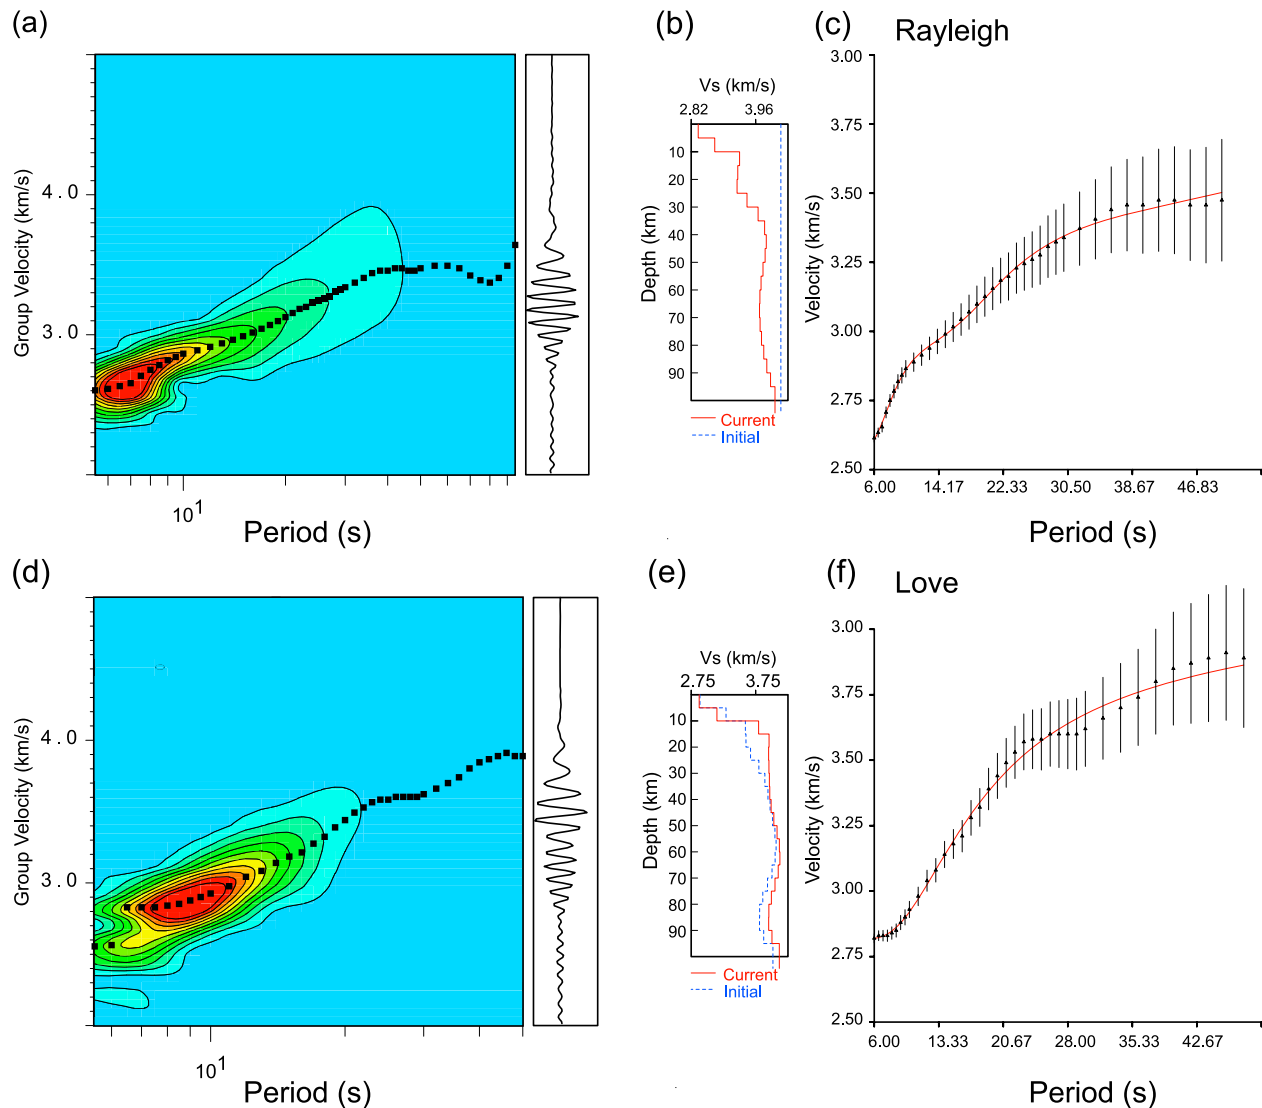 (a)
Group Velocity (km/s)
4.0
3.0
10¹
Period (s)
(b)
Vs (km/s)
2.82 3.96
Depth (km)
10
20
30
40
50
60
70
80
90
Current
Initial
(c) Rayleigh
Velocity (km/s)
3.00
3.75
3.50
3.25
3.00
2.75
2.50
6.00 14.17 22.33 30.50 38.67 46.83
Period (s)
(d)
Group Velocity (km/s)
4.0
3.0
10¹
Period (s)
(e)
Vs (km/s)
2.75 3.75
Depth (km)
10
20
30
40
50
60
70
80
90
Current
Initial
(f) Love
Velocity (km/s)
3.00
3.75
3.50
3.25
3.00
2.75
2.50
6.00 13.33 20.67 28.00 35.33 42.67
Period (s)